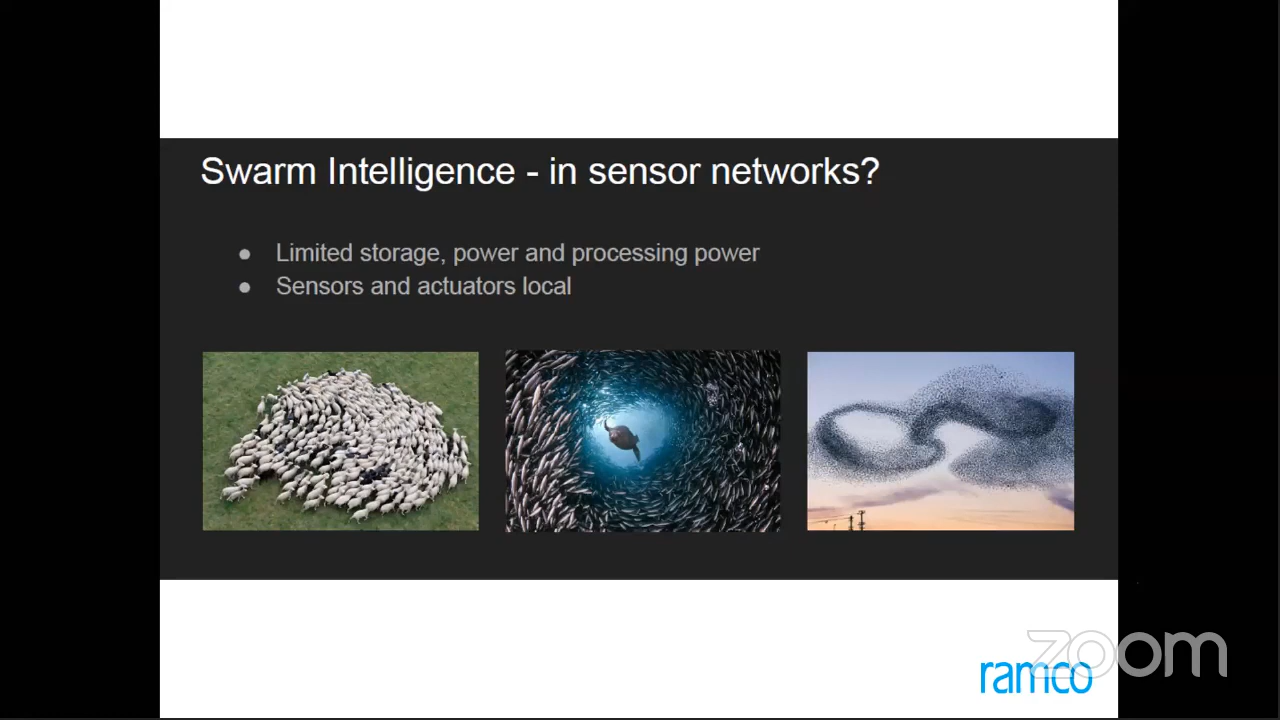 Swarm Intelligence - in sensor networks?
● Limited storage, power and processing power
● Sensors and actuators local
zoom
ramco